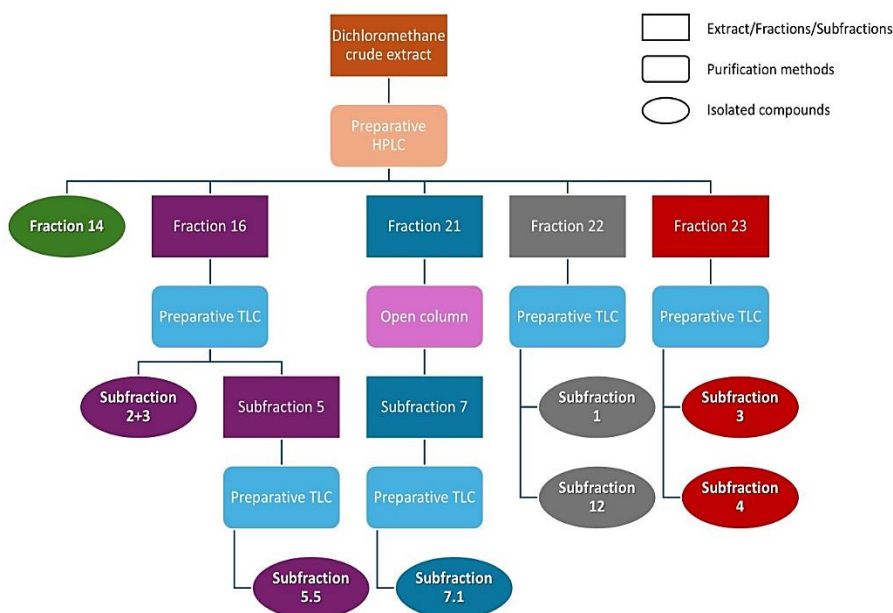 Dichloromethane
crude extract
Extract/Fractions/Subfractions
Purification methods
Isolated compounds
Preparative
HPLC
Fraction 14
Fraction 16
Fraction 21
Fraction 22
Fraction 23
Preparative TLC
Open column
Preparative TLC
Preparative TLC
Subfraction
2+3
Subfraction 5
Subfraction 7
Subfraction
1
Subfraction
3
Preparative TLC
Preparative TLC
Subfraction
12
Subfraction
4
Subfraction
5.5
Subfraction
7.1